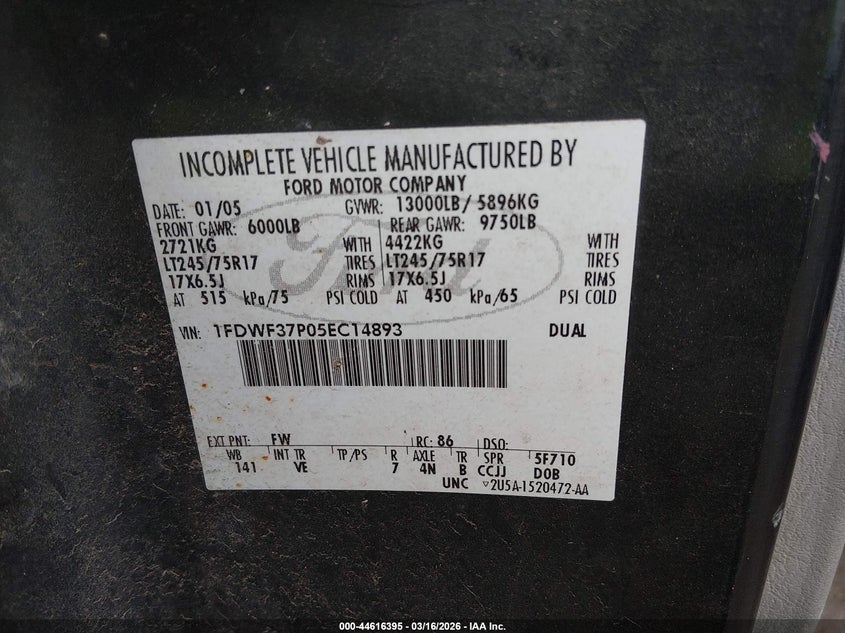 INCOMPLETE VEHICLE MANUFACTURED BY
FORD MOTOR COMPANY
DATE: 01/05 GVWR: 13000LB/ 5896KG
FRONT GAWR: 6000LB REAR GAWR: 9750LB
2721KG WITH 4422KG WITH
LT245/75R17 TIRES LT245/75R17 TIRES
17X6.5J RIMS 17X6.5J RIMS
AT 515 kPa/75 PSI COLD AT 450 kPa/65 PSI COLD
Ford
VIN: 1FDWF37P05EC14893 DUAL
EXT PNT: FW RC: 86 DSO:
WB INT TR TP/PS R AXLE TR SPR 5F710
141 VE 7 4N B CCJJ D0B
UNC ▽2U5A-1520472-AA
000-44616395 - 03/16/2026 - IAA Inc.